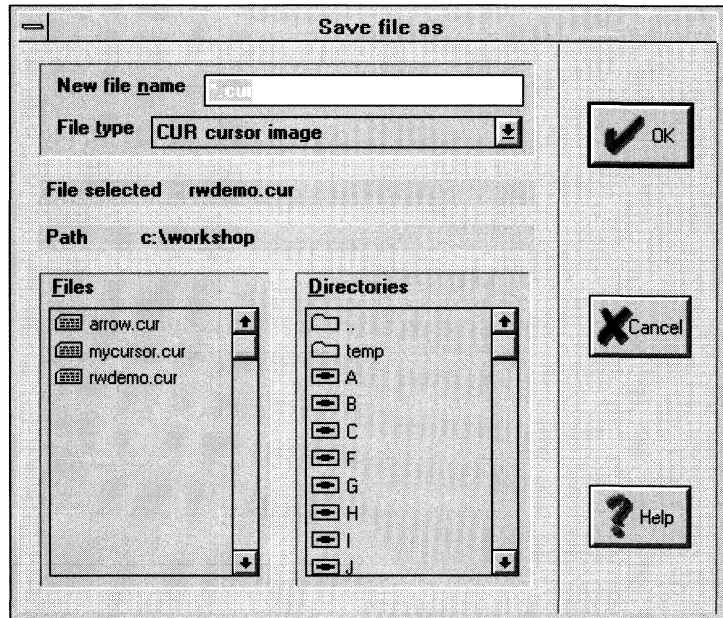 Save file as
New file name *.cur
File type CUR cursor image
OK
File selected rwdemo.cur
Path c:\workshop
Files
arrow.cur
mycursor.cur
rwdemo.cur
Directories
..
temp
A
B
C
F
G
H
I
J
Cancel
Help